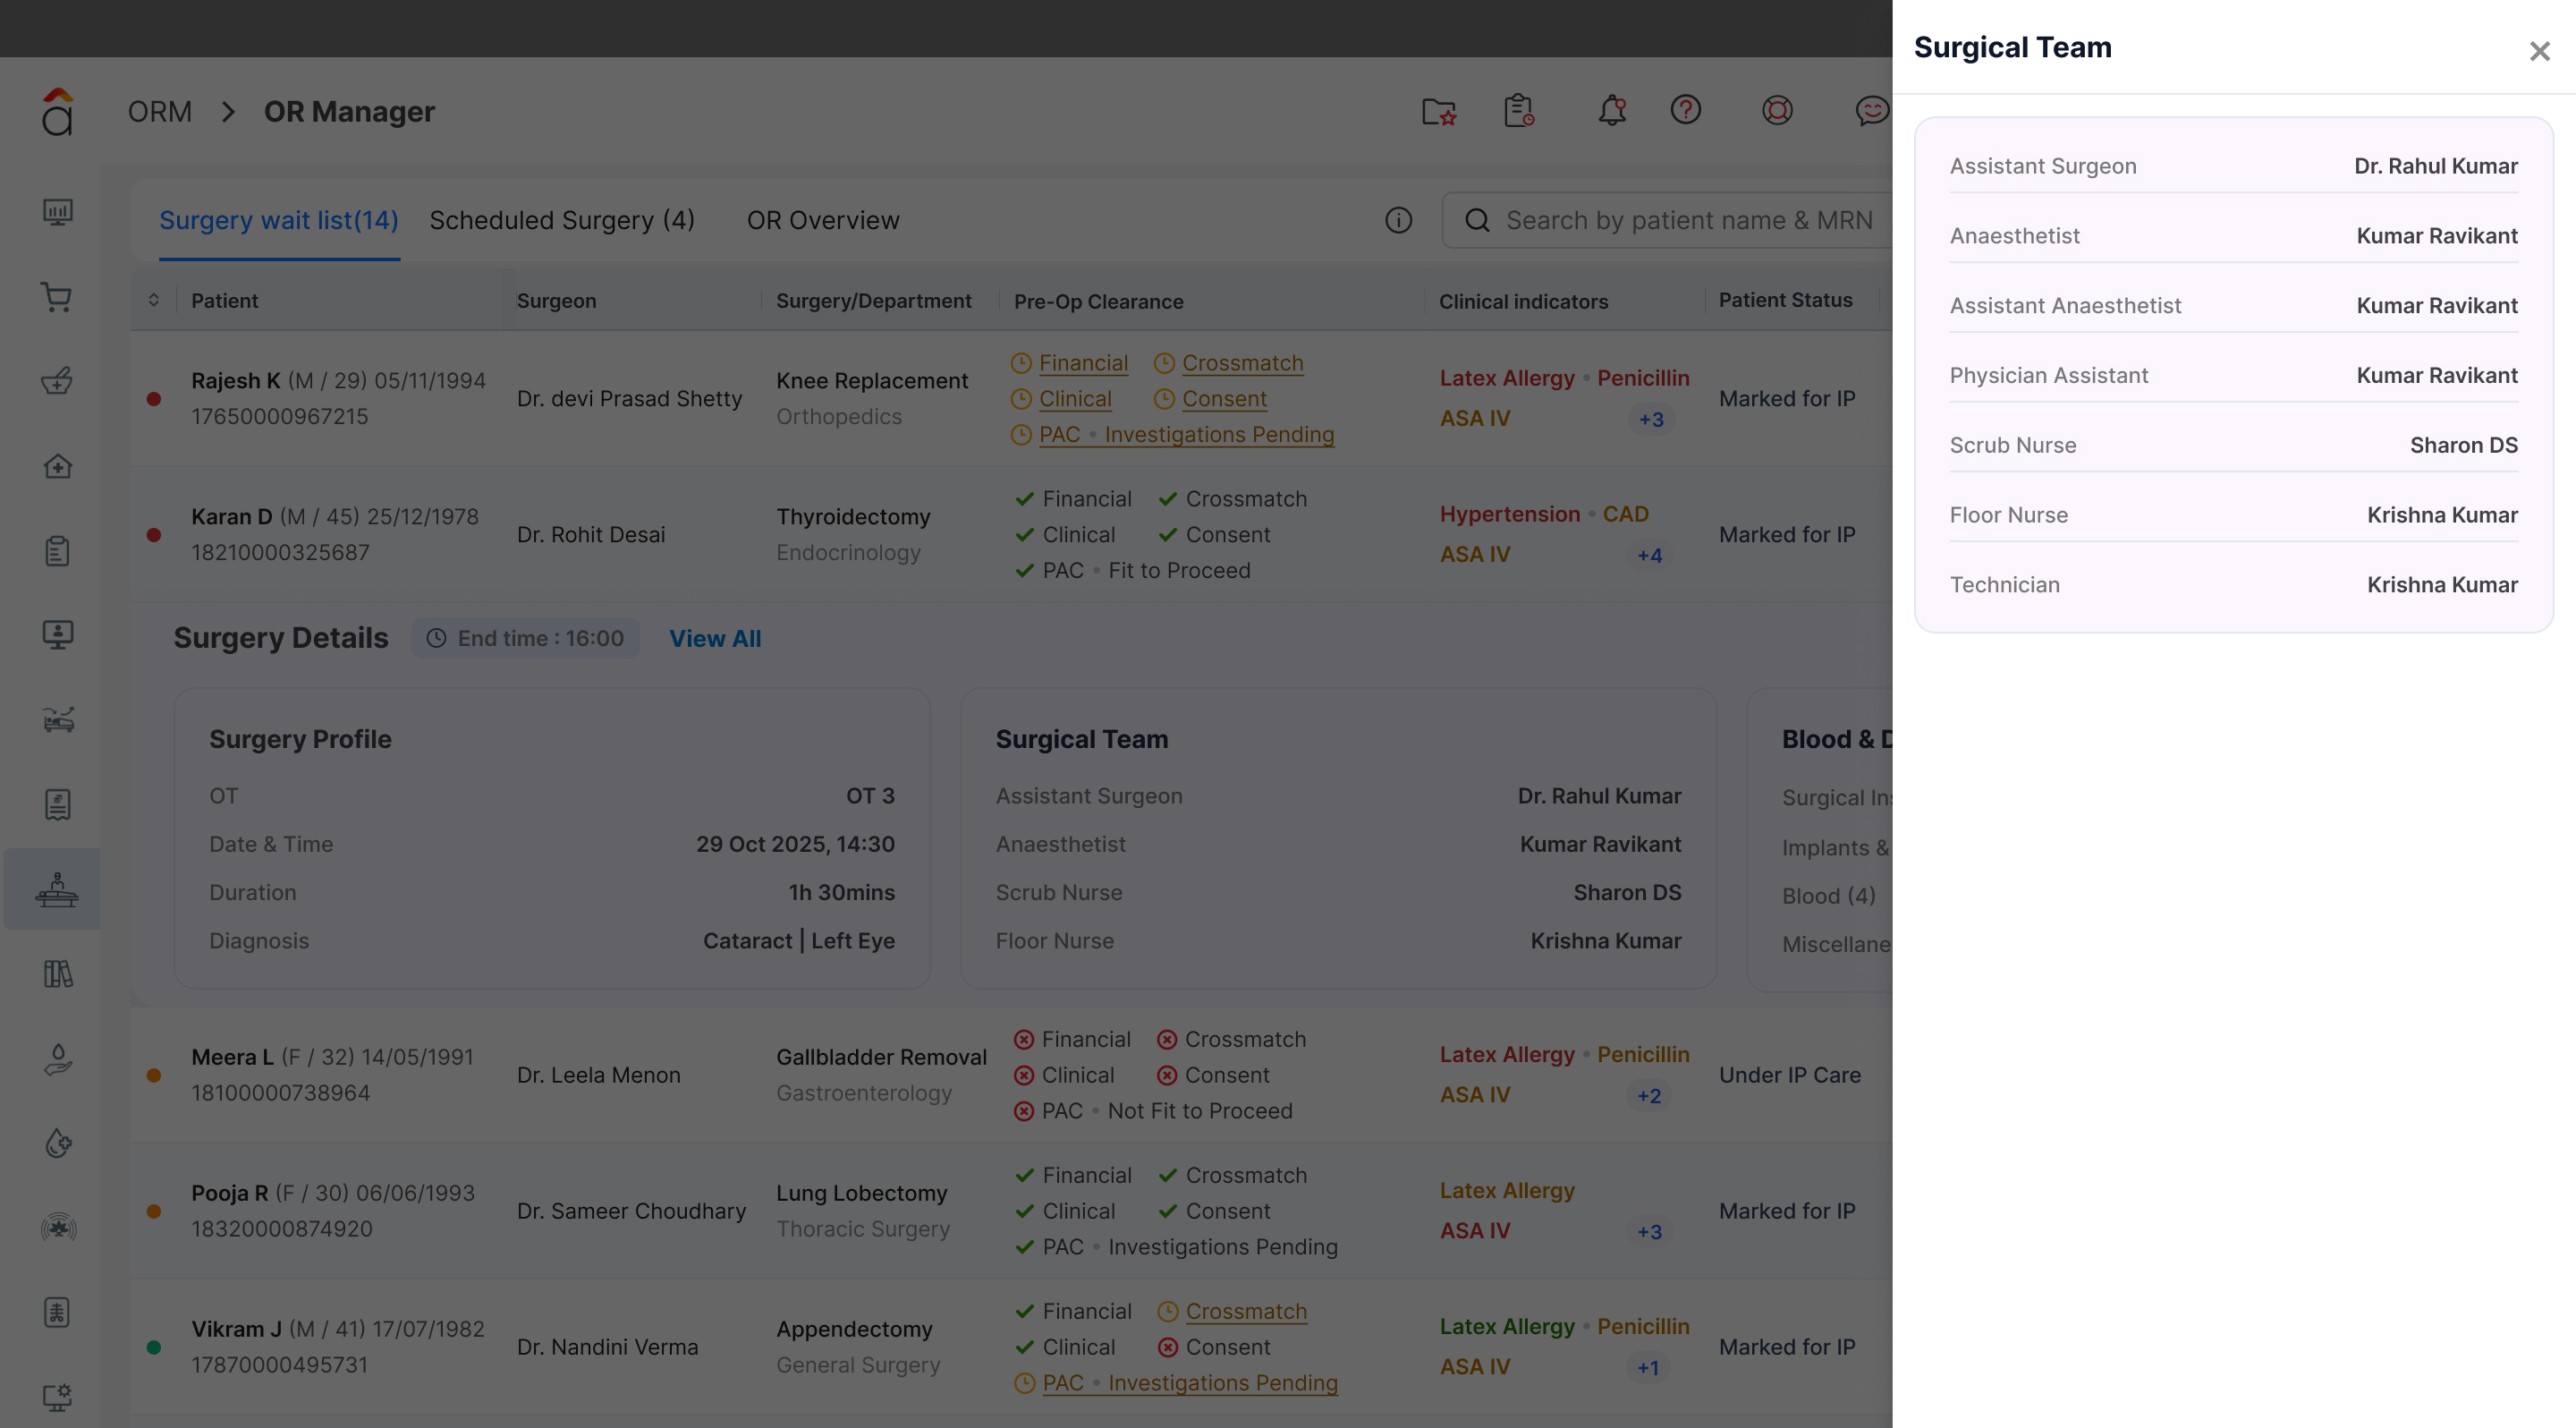 ORM > OR Manager
Surgery wait list(14) Scheduled Surgery (4) OR Overview
Search by patient name & MRN
Patient Surgeon Surgery/Department Pre-Op Clearance Clinical indicators Patient Status
Rajesh K (M / 29) 05/11/1994
17650000967215
Dr. devi Prasad Shetty
Knee Replacement
Orthopedics
Financial Crossmatch
Clinical Consent
PAC • Investigations Pending
Latex Allergy • Penicillin
ASA IV +3
Marked for IP
Karan D (M / 45) 25/12/1978
18210000325687
Dr. Rohit Desai
Thyroidectomy
Endocrinology
Financial Crossmatch
Clinical Consent
PAC • Fit to Proceed
Hypertension • CAD
ASA IV +4
Marked for IP
Surgery Details End time : 16:00 View All
Surgery Profile
OT OT 3
Date & Time 29 Oct 2025, 14:30
Duration 1h 30mins
Diagnosis Cataract | Left Eye
Surgical Team
Assistant Surgeon Dr. Rahul Kumar
Anaesthetist Kumar Ravikant
Scrub Nurse Sharon DS
Floor Nurse Krishna Kumar
Blood &
Surgical
Implants &
Blood (4)
Meera L (F / 32) 14/05/1991
18100000738964
Dr. Leela Menon
Gallbladder Removal
Gastroenterology
Financial Crossmatch
Clinical Consent
PAC • Not Fit to Proceed
Latex Allergy • Penicillin
ASA IV +2
Under IP Care
Pooja R (F / 30) 06/06/1993
18320000874920
Dr. Sameer Choudhary
Lung Lobectomy
Thoracic Surgery
Financial Crossmatch
Clinical Consent
PAC • Investigations Pending
Latex Allergy
ASA IV +3
Marked for IP
Vikram J (M / 41) 17/07/1982
17870000495731
Dr. Nandini Verma
Appendectomy
General Surgery
Financial Crossmatch
Clinical Consent
PAC • Investigations Pending
Latex Allergy • Penicillin
ASA IV +1
Marked for IP
Surgical Team
Assistant Surgeon Dr. Rahul Kumar
Anaesthetist Kumar Ravikant
Assistant Anaesthetist Kumar Ravikant
Physician Assistant Kumar Ravikant
Scrub Nurse Sharon DS
Floor Nurse Krishna Kumar
Technician Krishna Kumar